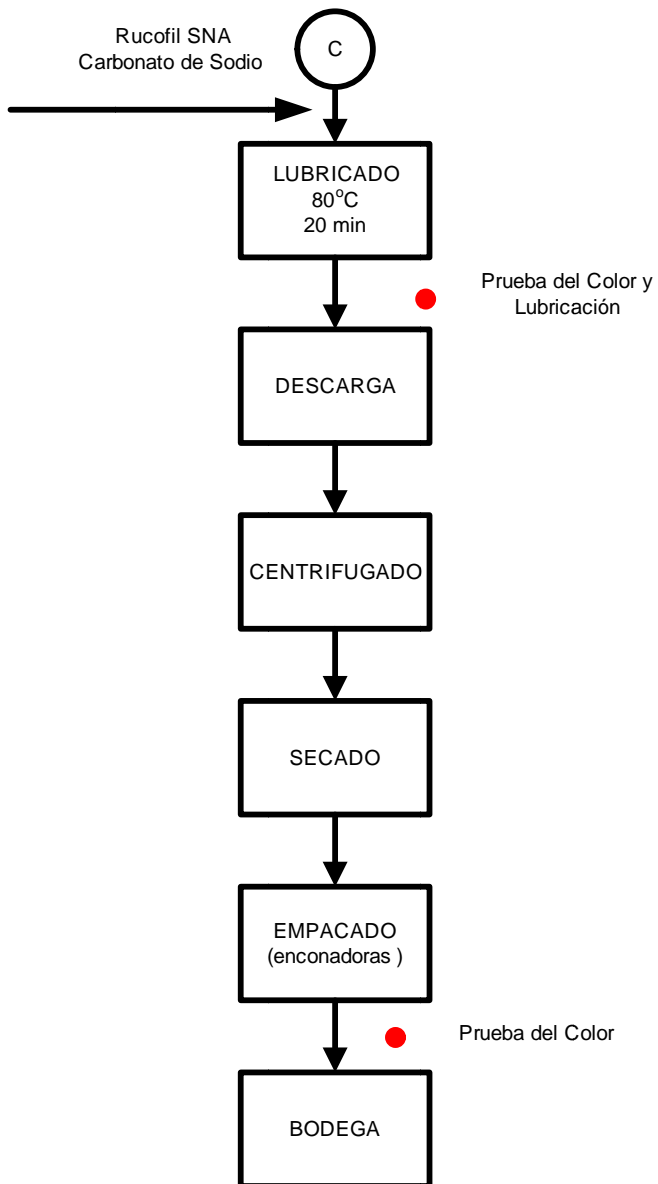 Rucofil SNA
Carbonato de Sodio
C
LUBRICADO
80°C
20 min
Prueba del Color y
Lubricación
DESCARGA
CENTRIFUGADO
SECADO
EMPACADO
(enconadoras )
Prueba del Color
BODEGA